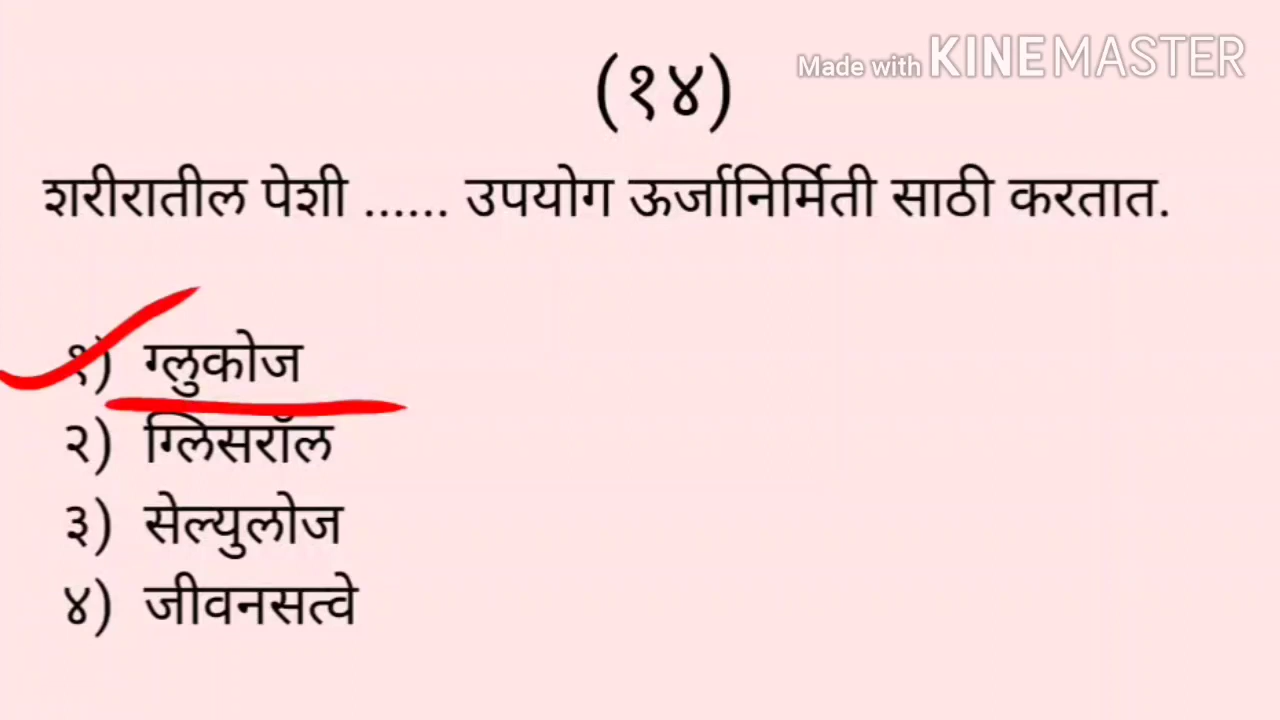 Made with KINEMASTER
(१४)
शरीरातील पेशी ...... उपयोग ऊर्जानिर्मिती साठी करतात.
१) ग्लुकोज
२) ग्लिसरॉल
३) सेल्युलोज
४) जीवनसत्वे